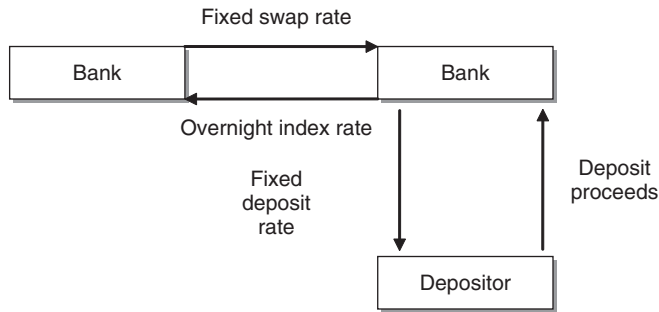 Fixed swap rate
Bank
Bank
Overnight index rate
Fixed
deposit
rate
Deposit
proceeds
Depositor